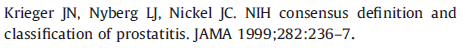 Krieger JN, Nyberg LJ, Nickel JC. NIH consensus definition and
classification of prostatitis. JAMA 1999;282:236–7.